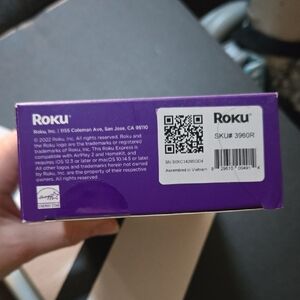 Roku
Roku, Inc. | 1155 Coleman Ave, San Jose, CA 95110
© 2022 Roku, Inc. All rights reserved. Roku and
the Roku logo are the trademarks or registered
trademarks of Roku, Inc. This Roku Express is
compatible with AirPlay 2 and HomeKit, and
requires iOS 12.3 or later or macOS 10.14.5 or later.
All other logos and trademarks herein not owned
by Roku, Inc. are the property of their respective
owners. All rights reserved.
Roku
SKU# 3960R
Assembled in Vietnam